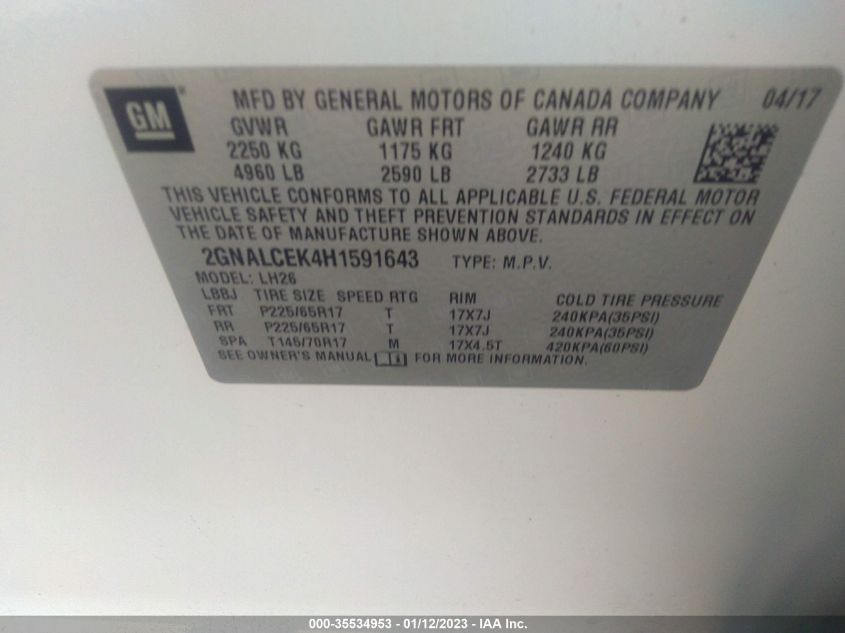 GM® MFD BY GENERAL MOTORS OF CANADA COMPANY 04/17
GVWR GAWR FRT GAWR RR
2250 KG 1175 KG 1240 KG
4960 LB 2590 LB 2733 LB
THIS VEHICLE CONFORMS TO ALL APPLICABLE U.S. FEDERAL MOTOR
VEHICLE SAFETY AND THEFT PREVENTION STANDARDS IN EFFECT ON
THE DATE OF MANUFACTURE SHOWN ABOVE.
2GNALCEK4H1591643 TYPE: M.P.V.
MODEL: LH26
LBBJ TIRE SIZE SPEED RTG RIM COLD TIRE PRESSURE
FRT P225/65R17 T 17X7J 240KPA(35PSI)
RR P225/65R17 T 17X7J 240KPA(35PSI)
SPA T145/70R17 M 17X4.5T 420KPA(60PSI)
SEE OWNER'S MANUAL FOR MORE INFORMATION.
000-35534953 - 01/12/2023 - IAA Inc.